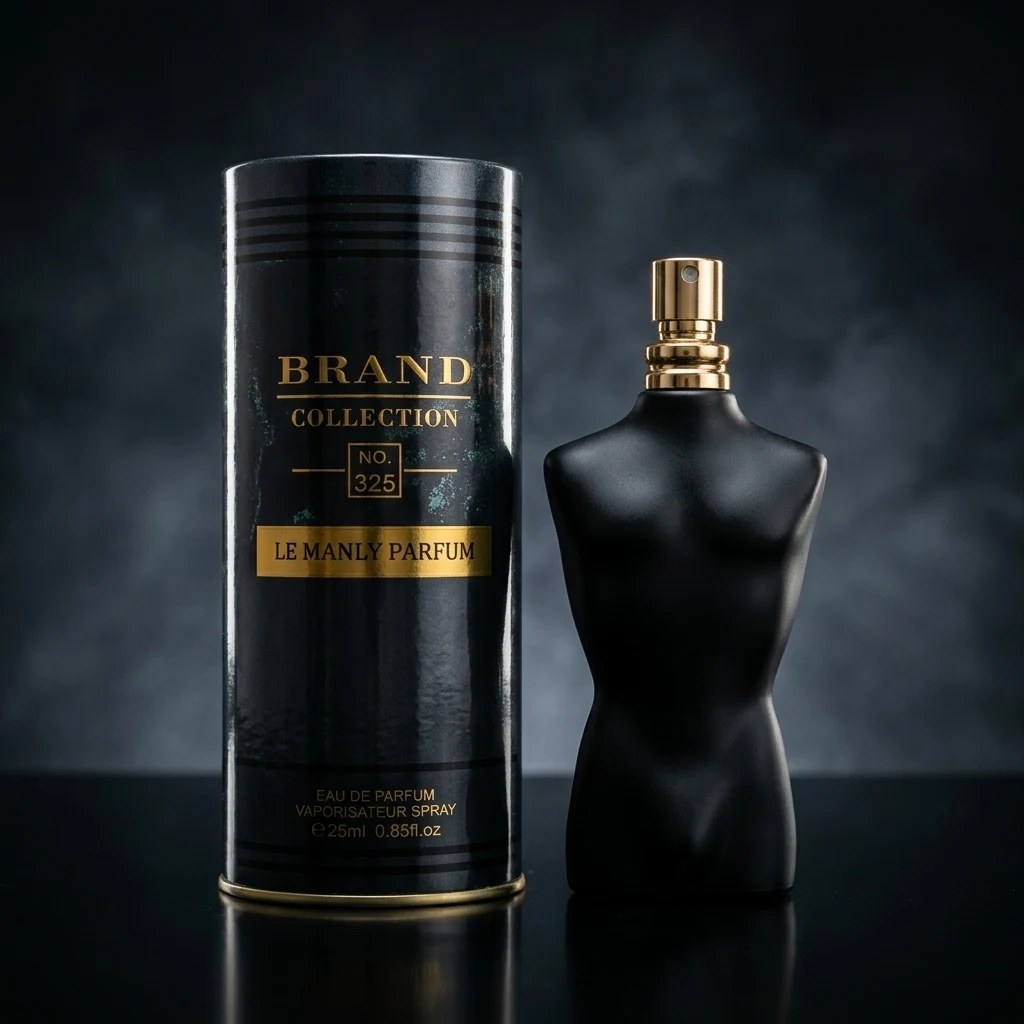 BRAND
COLLECTION
NO.
325
LE MANLY PARFUM
EAU DE PARFUM
VAPORISATEUR SPRAY
℮25ml 0.85fl.oz